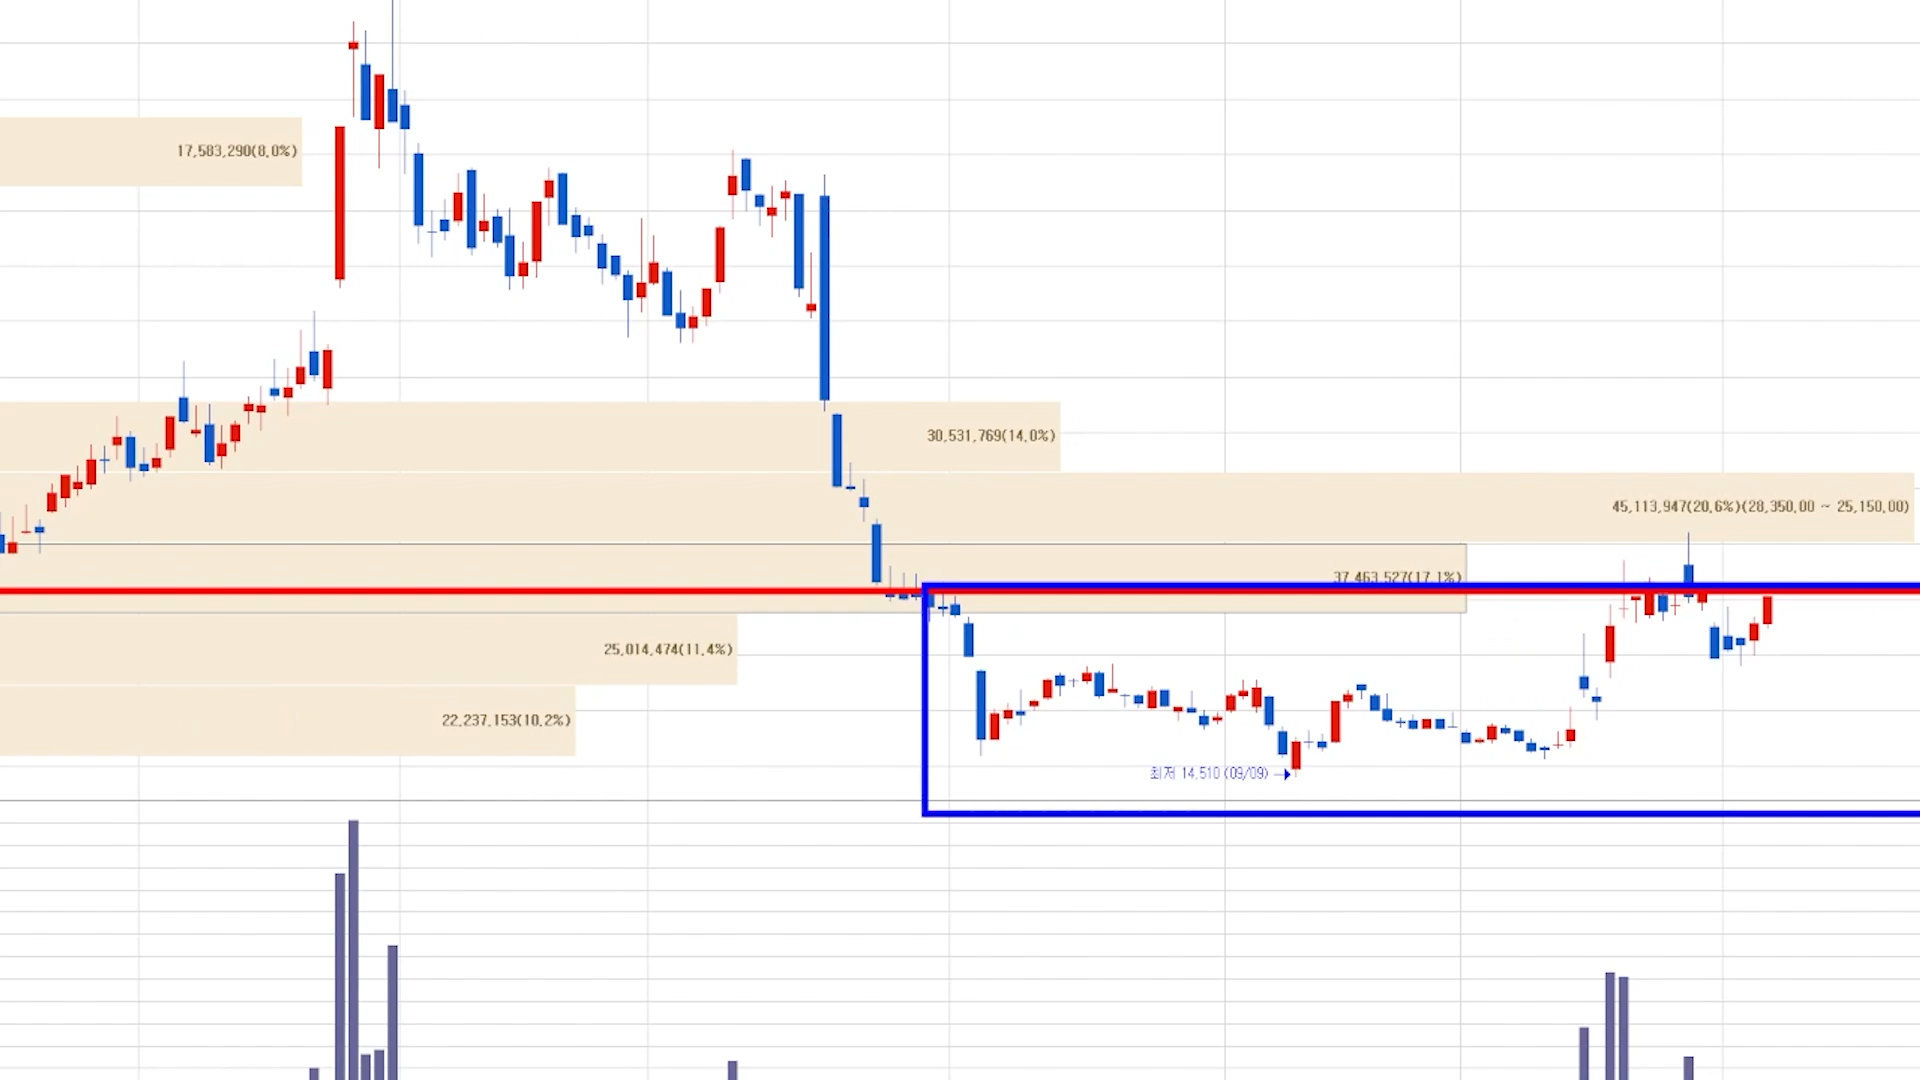 17,583,290(8.0%)
30,531,769(14.0%)
45,113,947(20.6%)(28,350.00 ~ 25,150.00)
37,463,527(17.1%)
25,014,474(11.4%)
22,237,153(10.2%)
최저 14,510 (09/09)